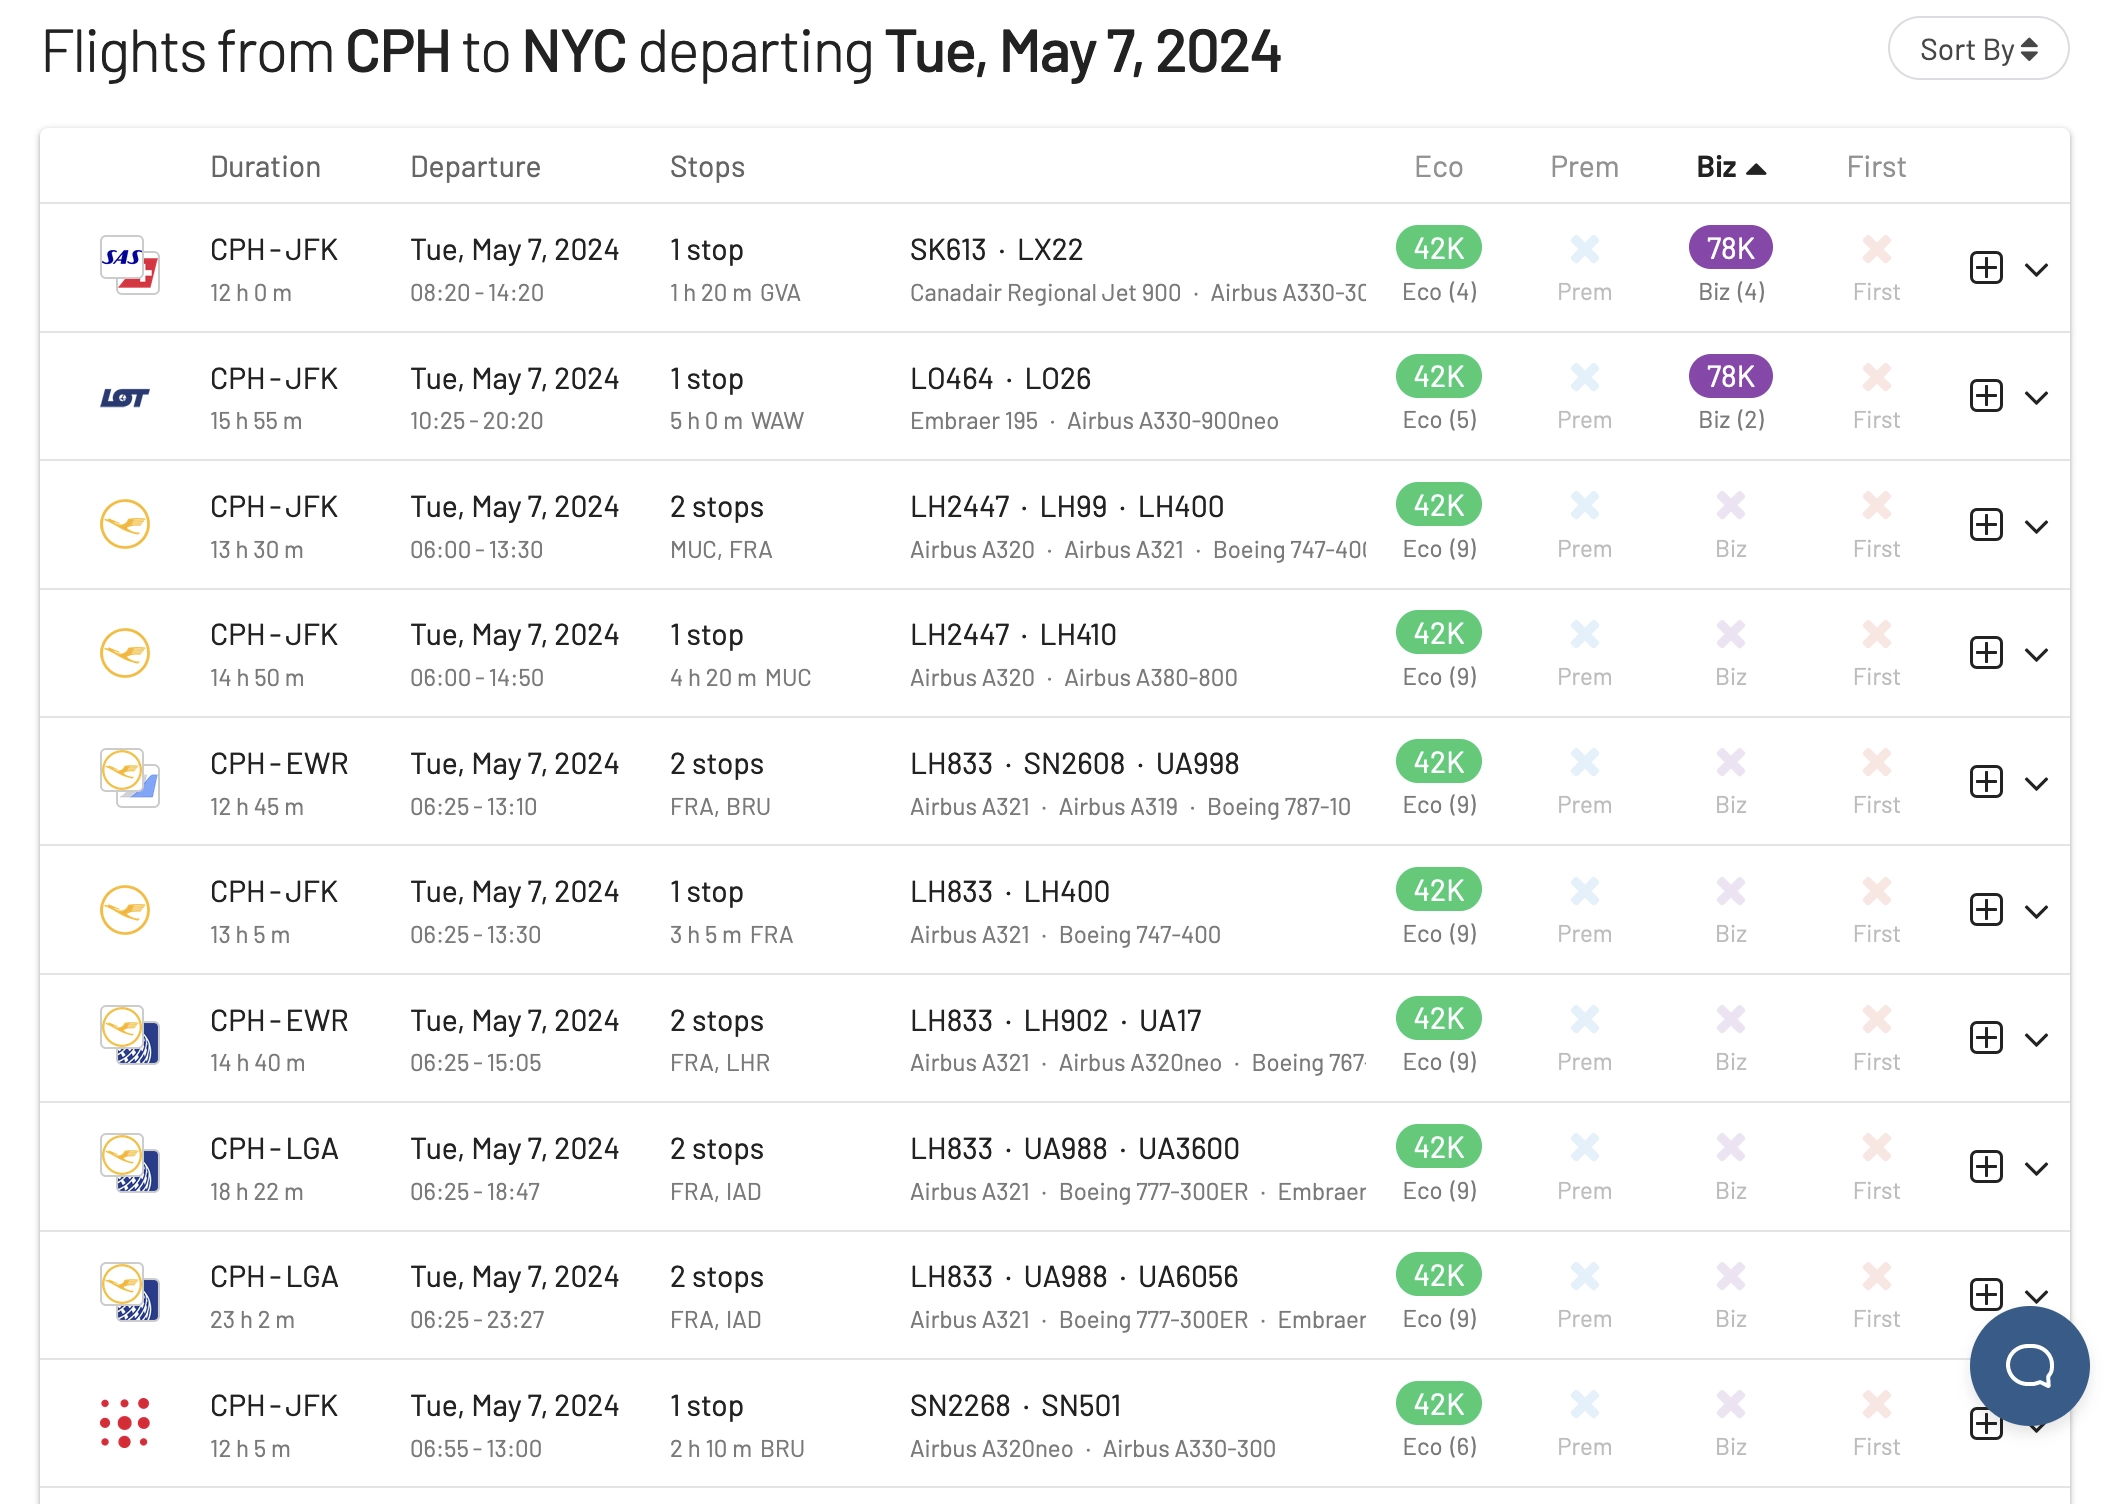 Flights from CPH to NYC departing Tue, May 7, 2024
Sort By
Duration Departure Stops Eco Prem Biz First
SAS
CPH - JFK Tue, May 7, 2024 1 stop SK613 · LX22 42K 78K
12 h 0 m 08:20 - 14:20 1 h 20 m GVA Canadair Regional Jet 900 · Airbus A330-30 Eco (4) Prem Biz (4) First
LOT
CPH - JFK Tue, May 7, 2024 1 stop LO464 · LO26 42K 78K
15 h 55 m 10:25 - 20:20 5 h 0 m WAW Embraer 195 · Airbus A330-900neo Eco (5) Prem Biz (2) First
CPH - JFK Tue, May 7, 2024 2 stops LH2447 · LH99 · LH400 42K
13 h 30 m 06:00 - 13:30 MUC, FRA Airbus A320 · Airbus A321 · Boeing 747-400 Eco (9) Prem Biz First
CPH - JFK Tue, May 7, 2024 1 stop LH2447 · LH410 42K
14 h 50 m 06:00 - 14:50 4 h 20 m MUC Airbus A320 · Airbus A380-800 Eco (9) Prem Biz First
CPH - EWR Tue, May 7, 2024 2 stops LH833 · SN2608 · UA998 42K
12 h 45 m 06:25 - 13:10 FRA, BRU Airbus A321 · Airbus A319 · Boeing 787-10 Eco (9) Prem Biz First
CPH - JFK Tue, May 7, 2024 1 stop LH833 · LH400 42K
13 h 5 m 06:25 - 13:30 3 h 5 m FRA Airbus A321 · Boeing 747-400 Eco (9) Prem Biz First
CPH - EWR Tue, May 7, 2024 2 stops LH833 · LH902 · UA17 42K
14 h 40 m 06:25 - 15:05 FRA, LHR Airbus A321 · Airbus A320neo · Boeing 767- Eco (9) Prem Biz First
CPH - LGA Tue, May 7, 2024 2 stops LH833 · UA988 · UA3600 42K
18 h 22 m 06:25 - 18:47 FRA, IAD Airbus A321 · Boeing 777-300ER · Embraer Eco (9) Prem Biz First
CPH - LGA Tue, May 7, 2024 2 stops LH833 · UA988 · UA6056 42K
23 h 2 m 06:25 - 23:27 FRA, IAD Airbus A321 · Boeing 777-300ER · Embraer Eco (9) Prem Biz First
CPH - JFK Tue, May 7, 2024 1 stop SN2268 · SN501 42K
12 h 5 m 06:55 - 13:00 2 h 10 m BRU Airbus A320neo · Airbus A330-300 Eco (6) Prem Biz First